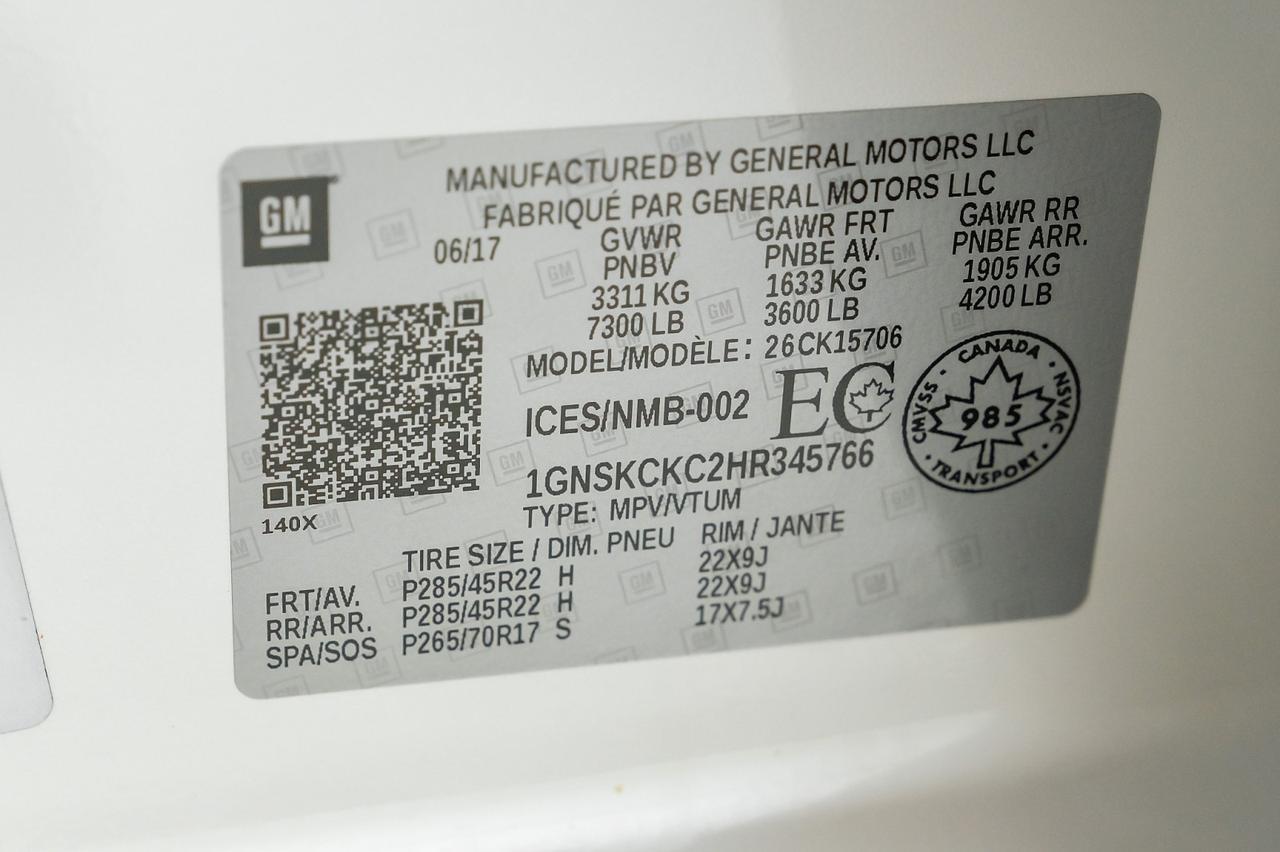 GM
MANUFACTURED BY GENERAL MOTORS LLC
FABRIQUÉ PAR GENERAL MOTORS LLC
06/17
GVWR
PNBV
3311 KG
7300 LB
GAWR FRT
PNBE AV.
1633 KG
3600 LB
GAWR RR
PNBE ARR.
1905 KG
4200 LB
MODEL/MODÈLE: 26CK15706
ICES/NMB-002 EC
CANADA · NSVAC · TRANSPORT · CMVSS ·
985
1GNSKCKC2HR345766
140X
TYPE: MPV/VTUM
TIRE SIZE / DIM. PNEU RIM / JANTE
FRT/AV. P285/45R22 H 22X9J
RR/ARR. P285/45R22 H 22X9J
SPA/SOS P265/70R17 S 17X7.5J